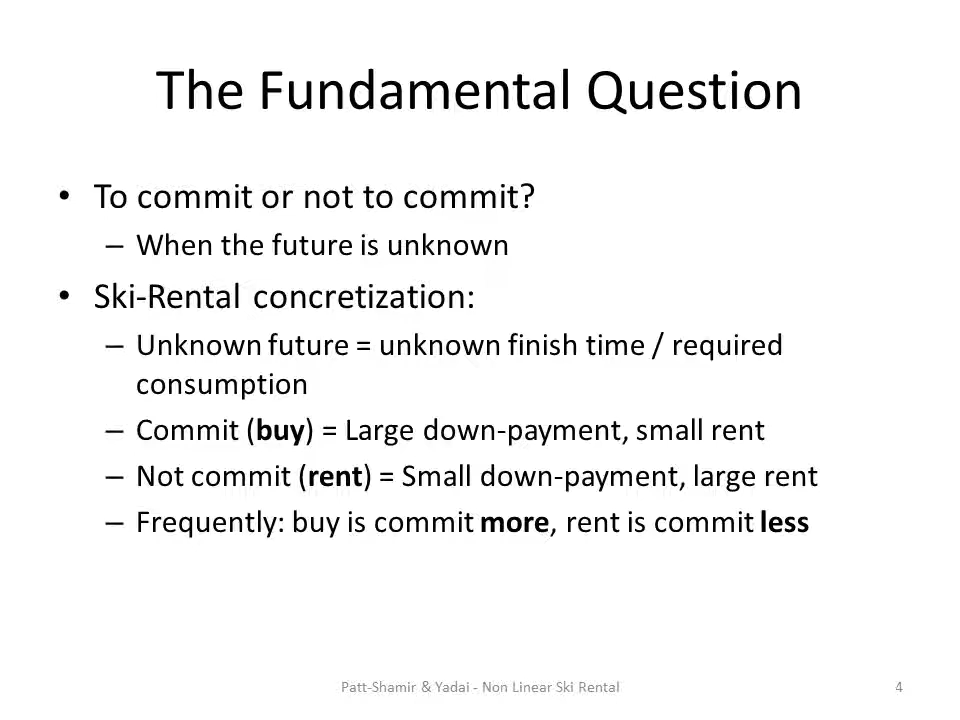 The Fundamental Question
• To commit or not to commit?
– When the future is unknown
• Ski-Rental concretization:
– Unknown future = unknown finish time / required
consumption
– Commit (buy) = Large down-payment, small rent
– Not commit (rent) = Small down-payment, large rent
– Frequently: buy is commit more, rent is commit less
Patt-Shamir & Yadai - Non Linear Ski Rental
4